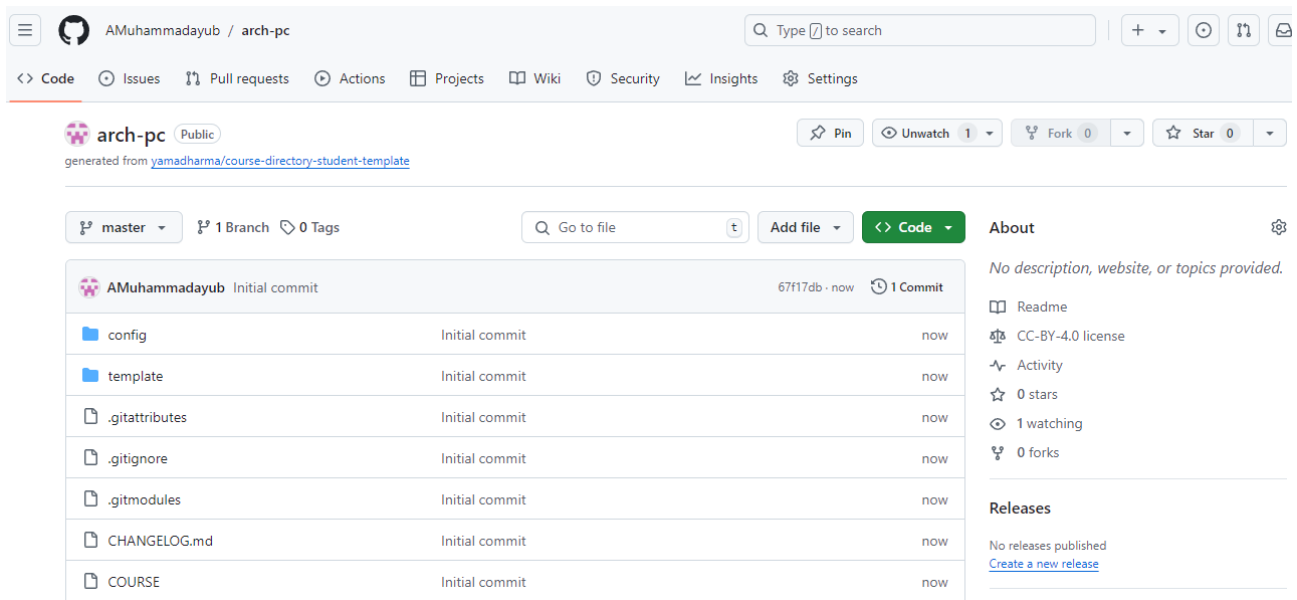 AMuhammadayub / arch-pc
Type / to search
Code Issues Pull requests Actions Projects Wiki Security Insights Settings
arch-pc Public
Pin Unwatch 1 Fork 0 Star 0
generated from yamadharma/course-directory-student-template
master 1 Branch 0 Tags Go to file t Add file Code
About
No description, website, or topics provided.
AMuhammadayub Initial commit 67f17db · now 1 Commit
Readme
config Initial commit now
CC-BY-4.0 license
Activity
template Initial commit now
0 stars
.gitattributes Initial commit now
1 watching
0 forks
.gitignore Initial commit now
.gitmodules Initial commit now
Releases
CHANGELOG.md Initial commit now
No releases published
Create a new release
COURSE Initial commit now